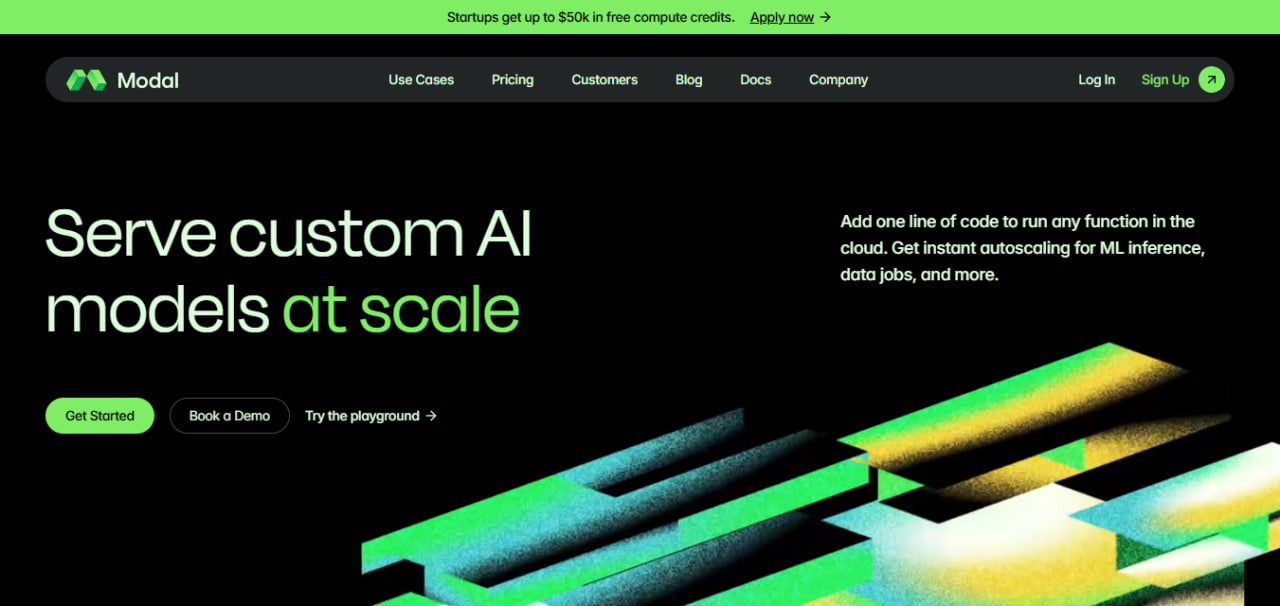 Startups get up to $50k in free compute credits. Apply now →
Modal Use Cases Pricing Customers Blog Docs Company Log In Sign Up
Serve custom AI
models at scale
Add one line of code to run any function in the
cloud. Get instant autoscaling for ML inference,
data jobs, and more.
Get Started Book a Demo Try the playground →